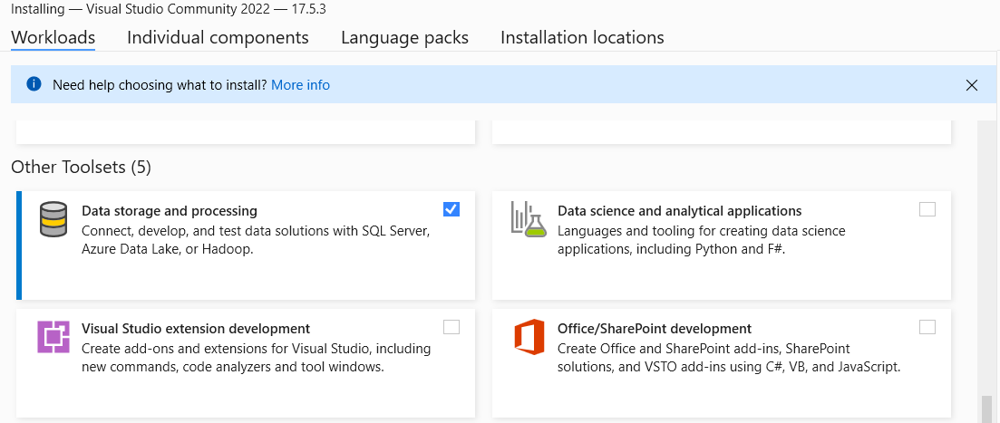 Installing — Visual Studio Community 2022 — 17.5.3
Workloads Individual components Language packs Installation locations
Need help choosing what to install? More info
Other Toolsets (5)
Data storage and processing
Connect, develop, and test data solutions with SQL Server,
Azure Data Lake, or Hadoop.
Data science and analytical applications
Languages and tooling for creating data science
applications, including Python and F#.
Visual Studio extension development
Create add-ons and extensions for Visual Studio, including
new commands, code analyzers and tool windows.
Office/SharePoint development
Create Office and SharePoint add-ins, SharePoint
solutions, and VSTO add-ins using C#, VB, and JavaScript.